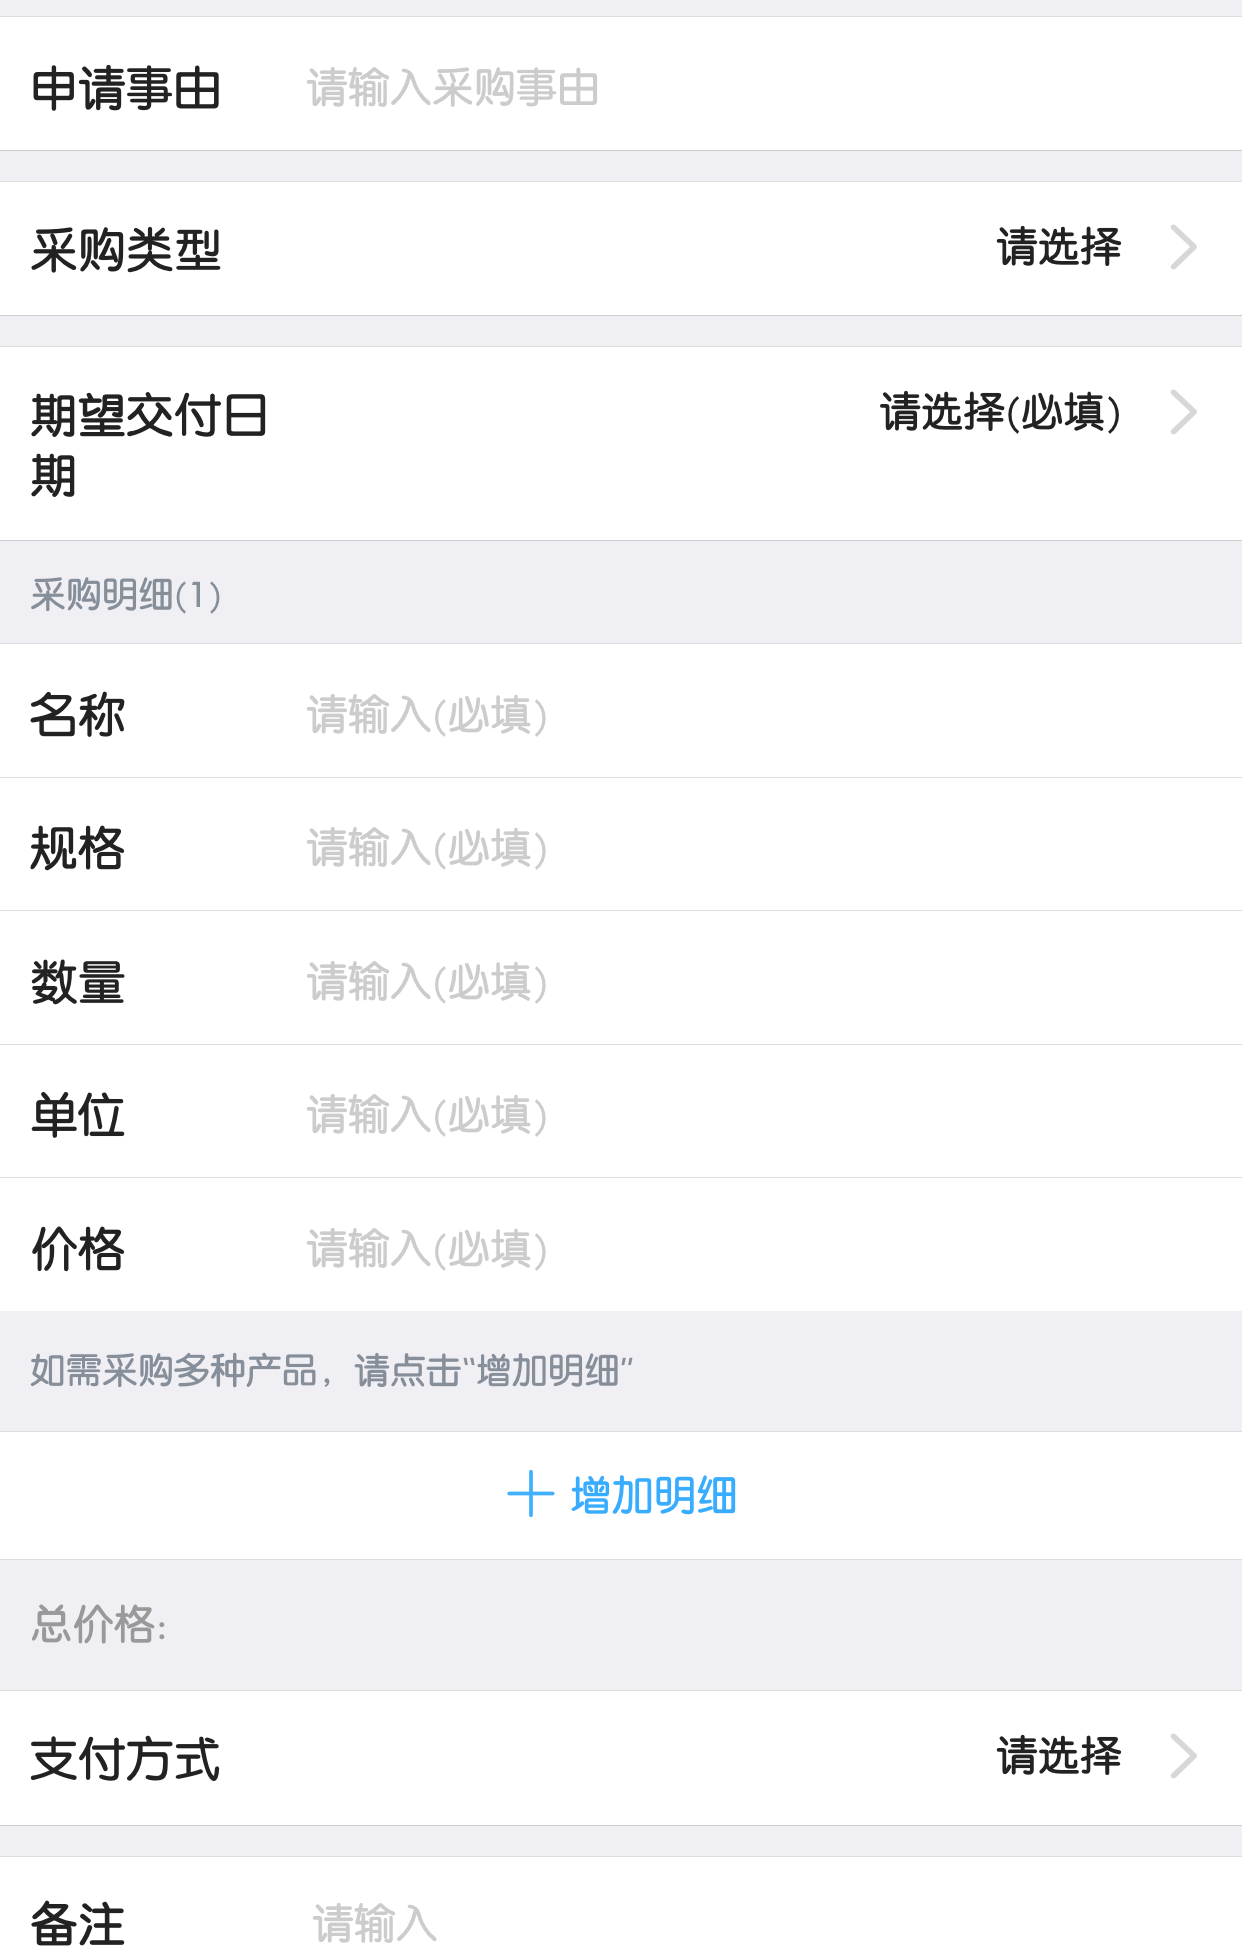 申请事由 请输入采购事由
采购类型 请选择
期望交付日 请选择(必填)
期
采购明细(1)
名称 请输入(必填)
规格 请输入(必填)
数量 请输入(必填)
单位 请输入(必填)
价格 请输入(必填)
如需采购多种产品，请点击“增加明细”
增加明细
总价格:
支付方式 请选择
备注 请输入